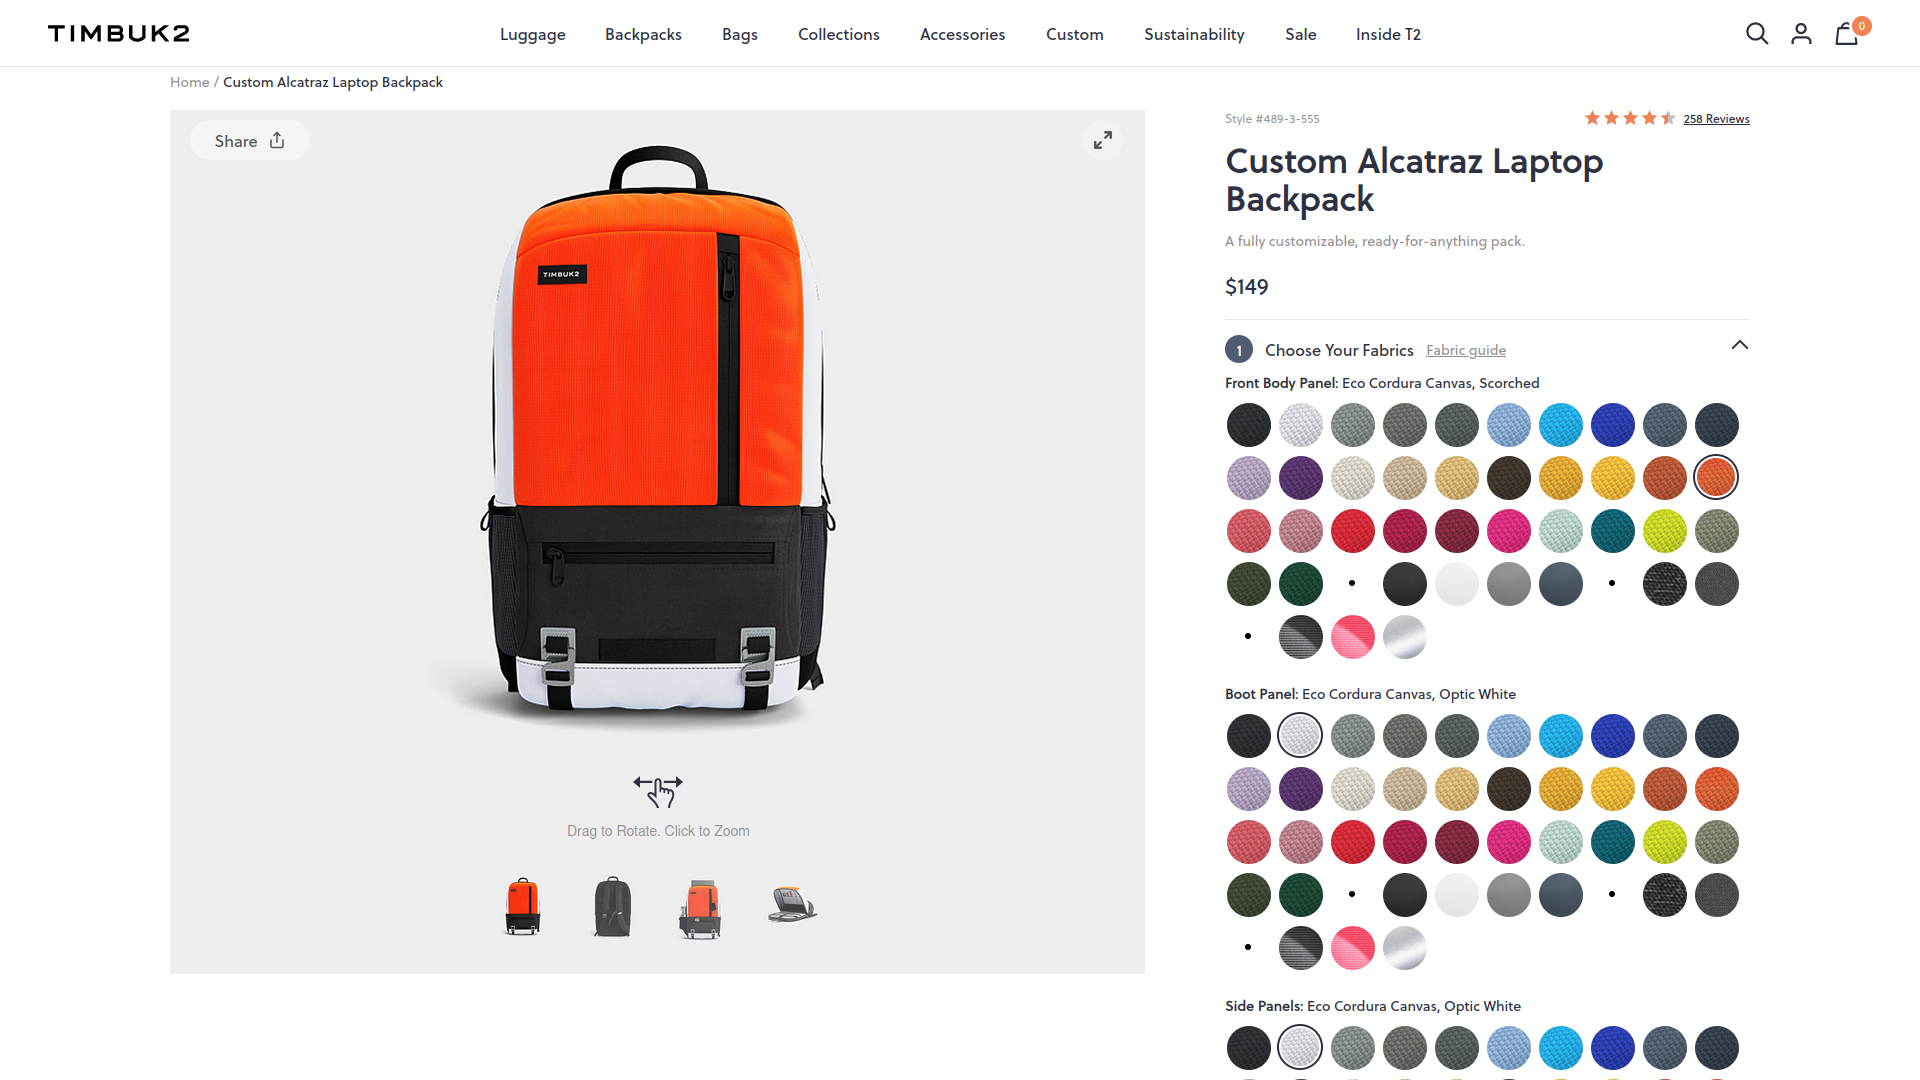 TIMBUK2
Luggage
Backpacks
Bags
Collections
Accessories
Custom
Sustainability
Sale
Inside T2
0
Home / Custom Alcatraz Laptop Backpack
Share
TIMBUK2
Drag to Rotate. Click to Zoom
Style #489-3-555
258 Reviews
Custom Alcatraz Laptop
Backpack
A fully customizable, ready-for-anything pack.
$149
1 Choose Your Fabrics Fabric guide
Front Body Panel: Eco Cordura Canvas, Scorched
Boot Panel: Eco Cordura Canvas, Optic White
Side Panels: Eco Cordura Canvas, Optic White